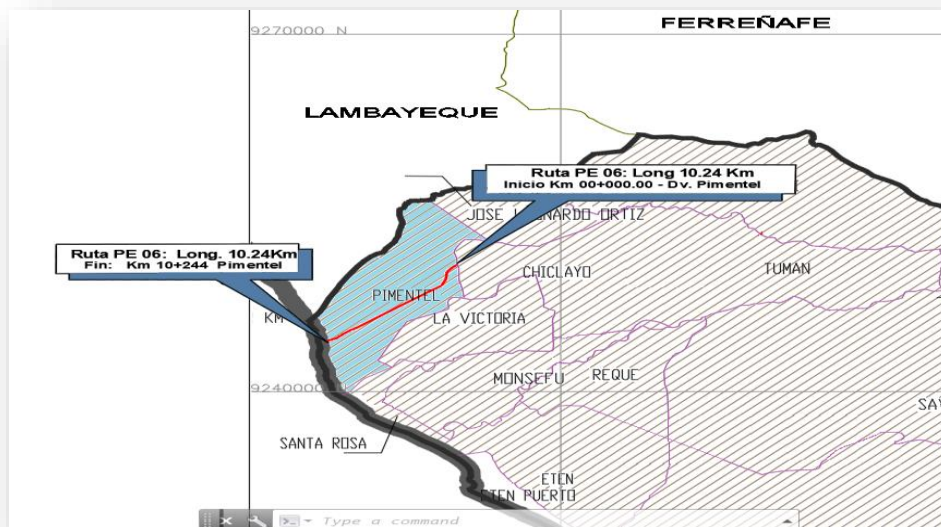 FERREÑAFE
9270000 N
LAMBAYEQUE
Ruta PE 06: Long 10.24 Km
Inicio Km 00+000.00 - Dv. Pimentel
JOSE ORTIZ
Ruta PE 06: Long. 10.24Km
Fin: Km 10+244 Pimentel
CHICLAYO
TUMAN
PIMENTEL
KM
LA VICTORIA
MONSEFU
REQUE
9240000 N
SANTA ROSA
ETEN
ETEN PUERTO
Type a command